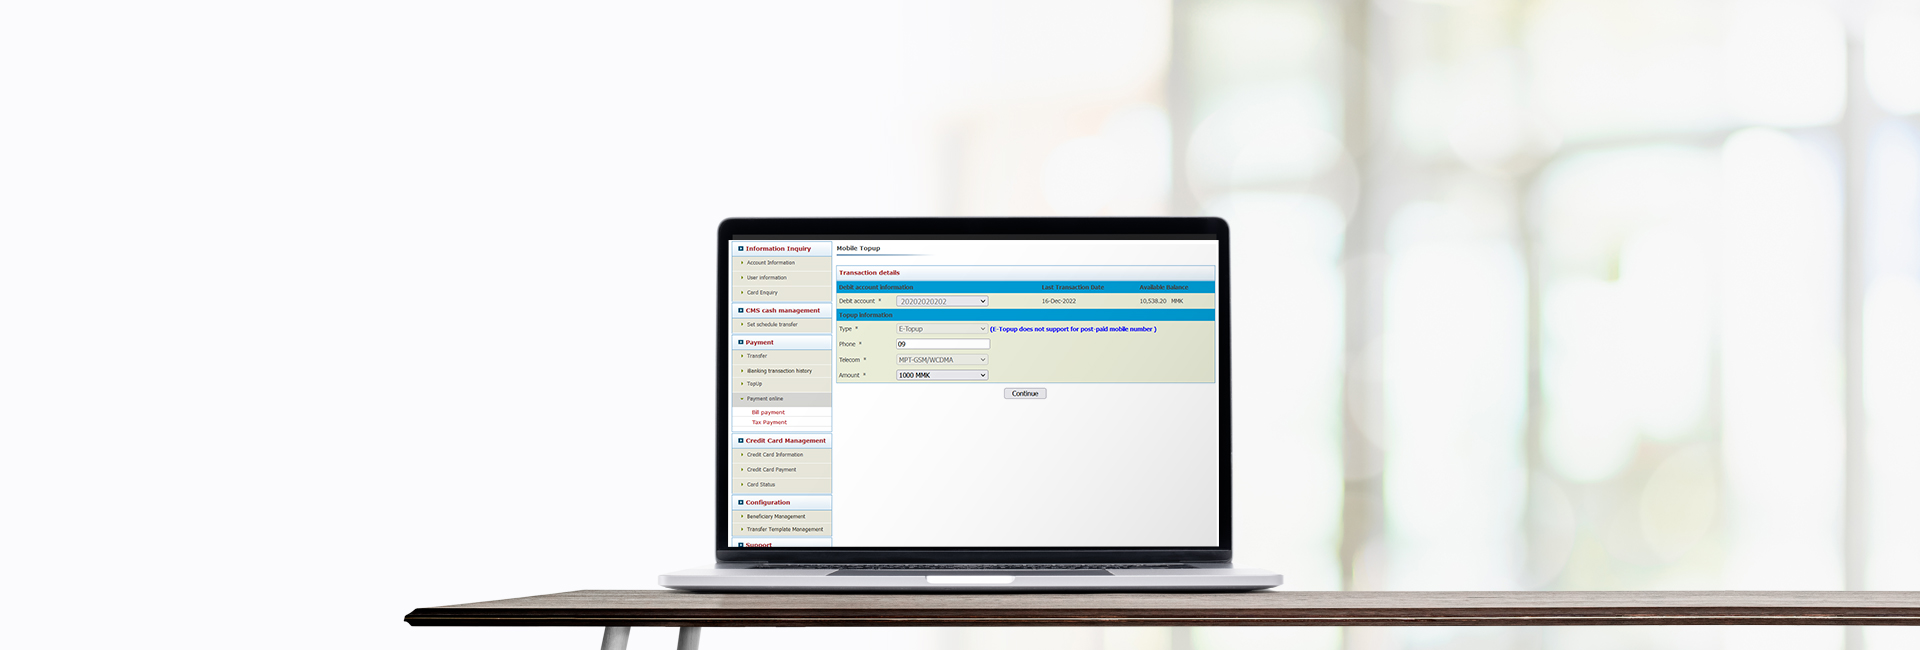 Information Inquiry
Account Information
User information
Card Enquiry
CMS cash management
Set schedule transfer
Payment
Transfer
iBanking transaction history
TopUp
Payment online
Bill payment
Tax Payment
Credit Card Management
Credit Card Information
Credit Card Payment
Card Status
Configuration
Beneficiary Management
Transfer Template Management
Support
Mobile Topup
Transaction details
Debit account information Last Transaction Date Available Balance
Debit account * 20202020202 16-Dec-2022 10,538.20 MMK
Topup information
Type * E-Topup (E-Topup does not support for post-paid mobile number )
Phone * 09
Telecom * MPT-GSM/WCDMA
Amount * 1000 MMK
Continue